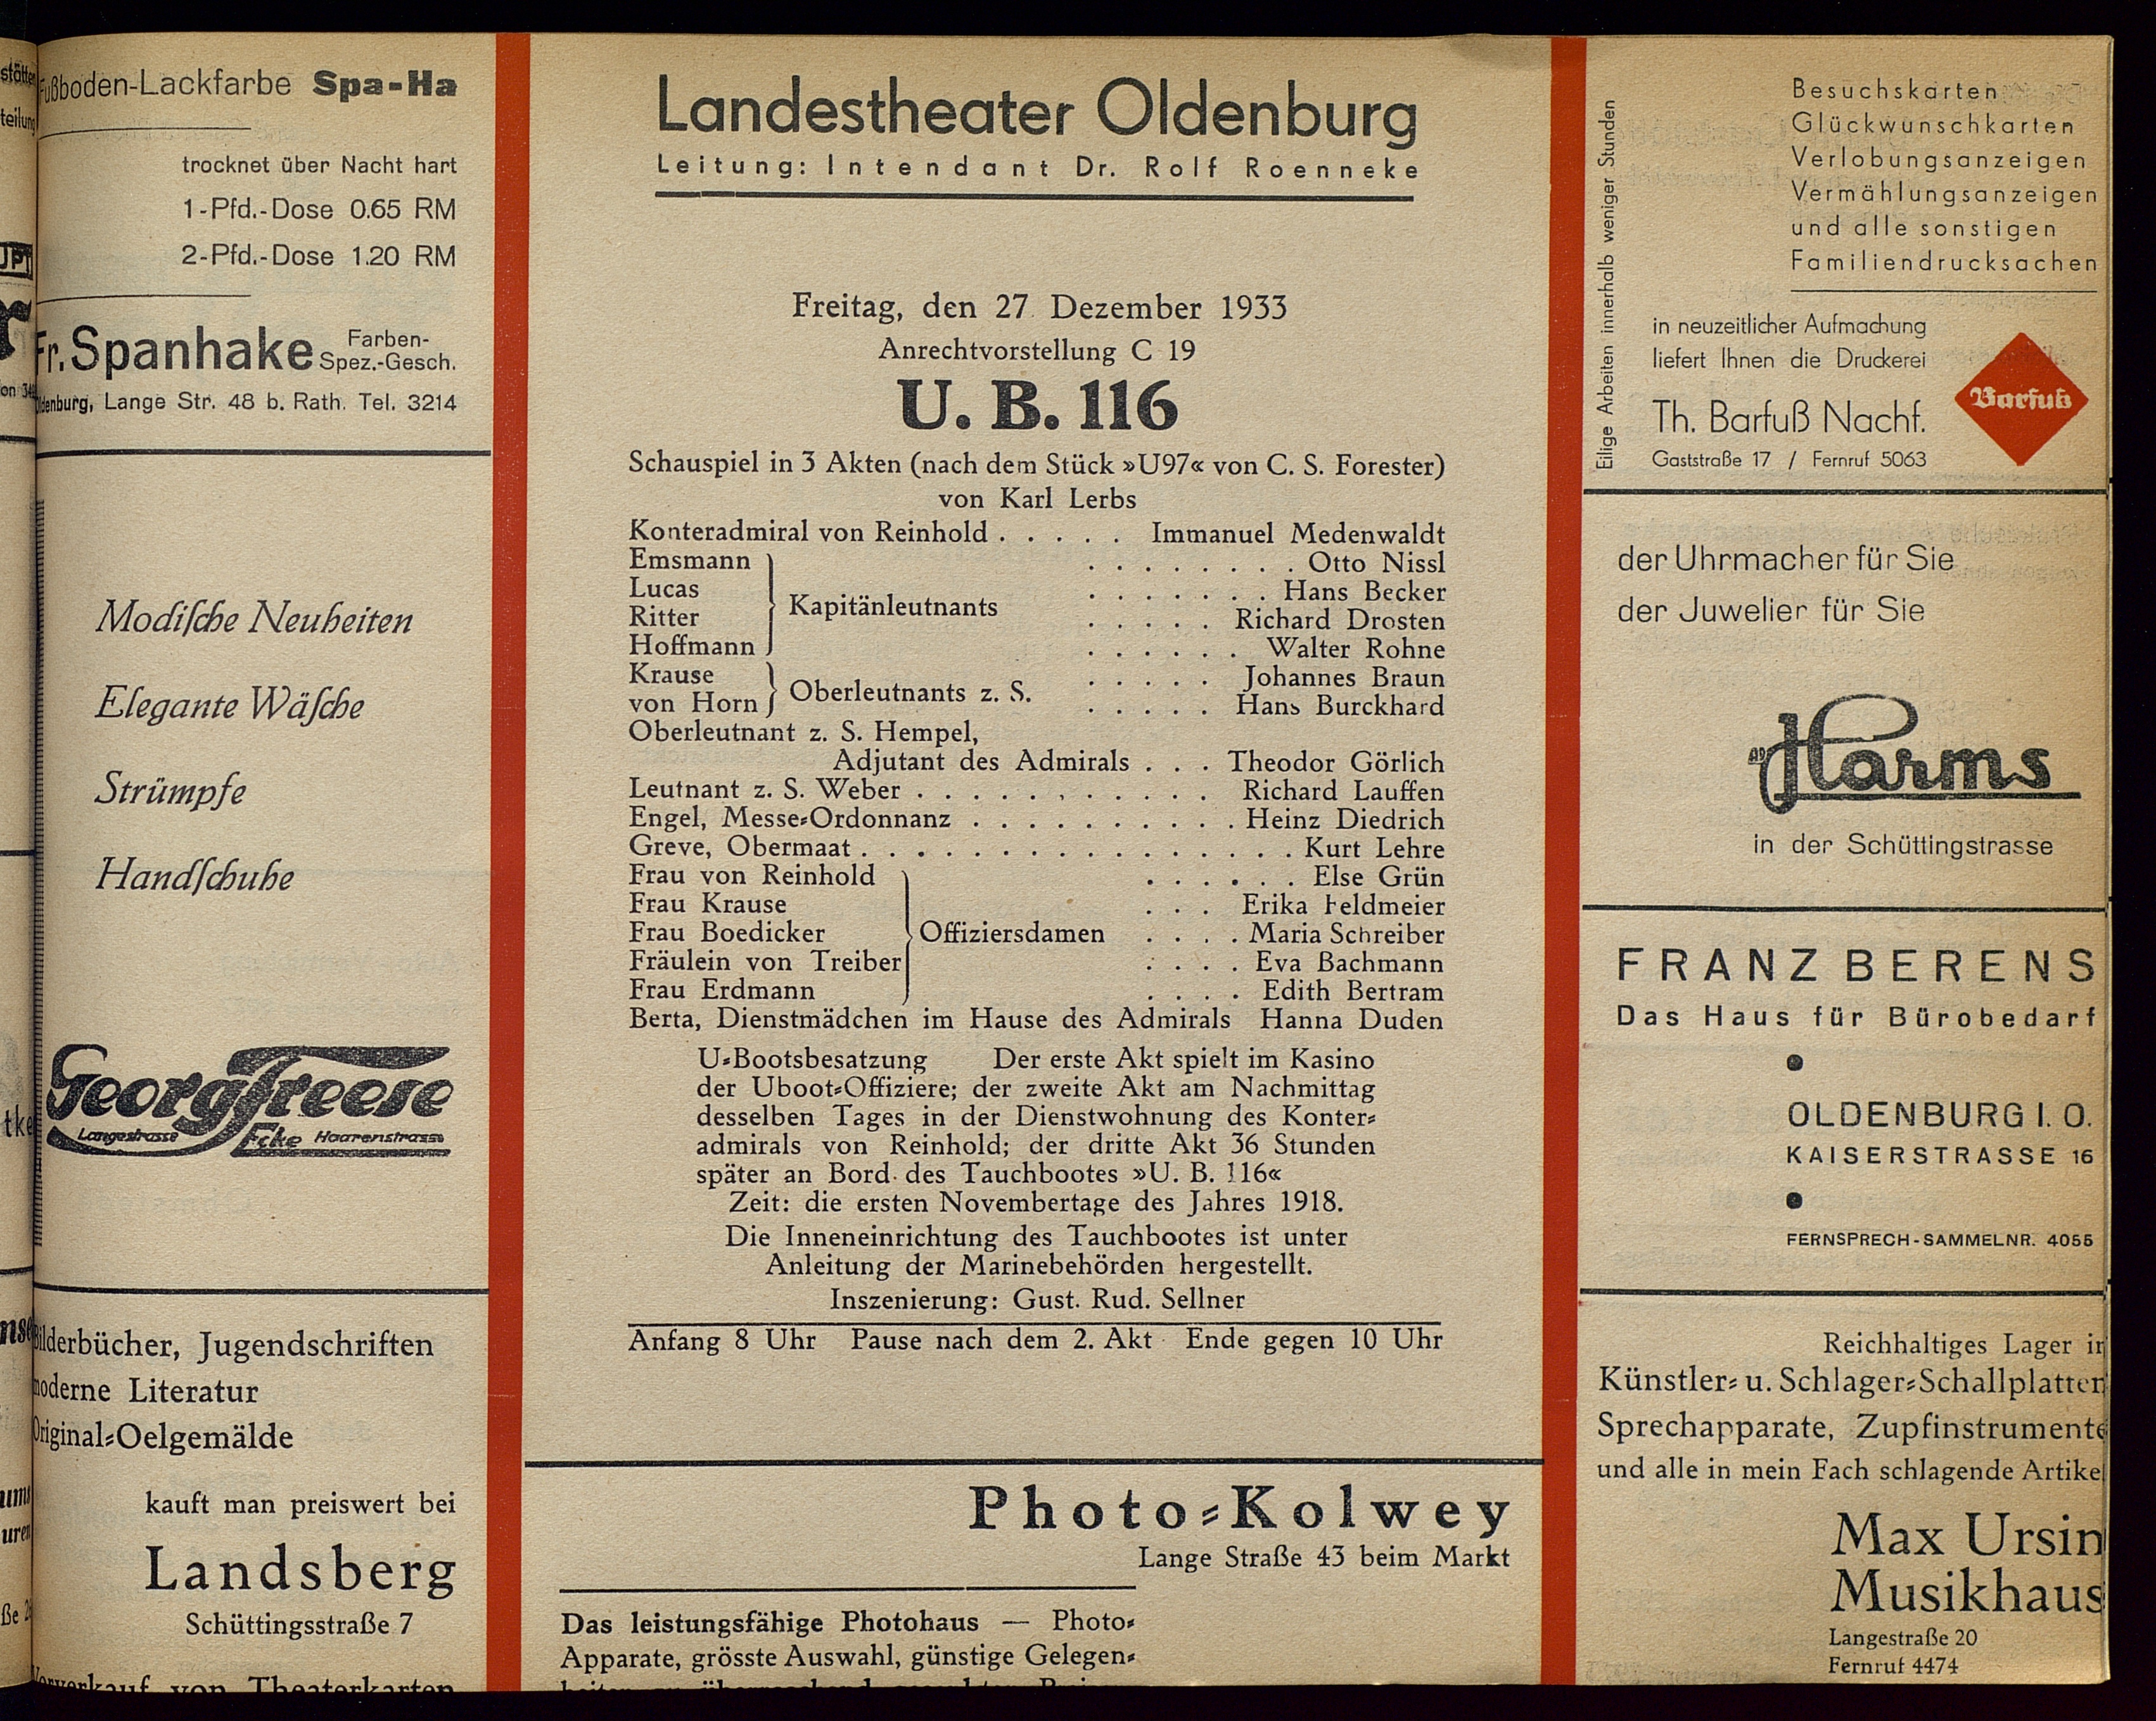 Fußboden-Lackfarbe Spa-Ha
trocknet über Nacht hart
1-Pfd.-Dose 0.65 RM
2-Pfd.-Dose 1.20 RM
Fr. Spanhake Farben-
Spez.-Gesch.
Oldenburg, Lange Str. 48 b. Rath. Tel. 3214
Modiſche Neuheiten
Elegante Wäſche
Strümpfe
Handſchuhe
Georg Freese
Langestrasse Ecke Haarenstrasse
Bilderbücher, Jugendschriften
moderne Literatur
Original-Oelgemälde
kauft man preiswert bei
Landsberg
Schüttingsstraße 7
Vorverkauf von Theaterkarten
Landestheater Oldenburg
Leitung: Intendant Dr. Rolf Roenneke
Freitag, den 27. Dezember 1933
Anrechtvorstellung C 19
U. B. 116
Schauspiel in 3 Akten (nach dem Stück »U97« von C. S. Forester)
von Karl Lerbs
Konteradmiral von Reinhold . . . . . Immanuel Medenwaldt
Emsmann . . . . . . . . Otto Nissl
Lucas . . . . . . . Hans Becker
Kapitänleutnants
Ritter . . . . . Richard Drosten
Hoffmann . . . . . . Walter Rohne
Krause . . . . . Johannes Braun
Oberleutnants z. S.
von Horn . . . . . Hans Burckhard
Oberleutnant z. S. Hempel,
Adjutant des Admirals . . . Theodor Görlich
Leutnant z. S. Weber . . . . . . . . . . . Richard Lauffen
Engel, Messe-Ordonnanz . . . . . . . . . . Heinz Diedrich
Greve, Obermaat . . . . . . . . . . . . . . . . Kurt Lehre
Frau von Reinhold . . . . . . Else Grün
Frau Krause . . . Erika Feldmeier
Frau Boedicker Offiziersdamen . . . . Maria Schreiber
Fräulein von Treiber . . . . Eva Bachmann
Frau Erdmann . . . . Edith Bertram
Berta, Dienstmädchen im Hause des Admirals Hanna Duden
U-Bootsbesatzung Der erste Akt spielt im Kasino
der Uboot-Offiziere; der zweite Akt am Nachmittag
desselben Tages in der Dienstwohnung des Konter-
admirals von Reinhold; der dritte Akt 36 Stunden
später an Bord des Tauchbootes »U. B. 116«
Zeit: die ersten Novembertage des Jahres 1918.
Die Inneneinrichtung des Tauchbootes ist unter
Anleitung der Marinebehörden hergestellt.
Inszenierung: Gust. Rud. Sellner
Anfang 8 Uhr Pause nach dem 2. Akt Ende gegen 10 Uhr
Photo-Kolwey
Lange Straße 43 beim Markt
Das leistungsfähige Photohaus — Photo-
Apparate, grösste Auswahl, günstige Gelegen-
Eilige Arbeiten innerhalb weniger Stunden
Besuchskarten
Glückwunschkarten
Verlobungsanzeigen
Vermählungsanzeigen
und alle sonstigen
Familiendrucksachen
in neuzeitlicher Aufmachung
liefert Ihnen die Druckerei
Th. Barfuß Nachf.
Gaststraße 17 / Fernruf 5063
Barfuß
der Uhrmacher für Sie
der Juwelier für Sie
AD Harms
in der Schüttingstrasse
FRANZ BERENS
Das Haus für Bürobedarf
OLDENBURG I. O.
KAISERSTRASSE 16
FERNSPRECH-SAMMELNR. 4055
Reichhaltiges Lager in
Künstler- u. Schlager-Schallplatten
Sprechapparate, Zupfinstrumente
und alle in mein Fach schlagende Artikel
Max Ursin
Musikhaus
Langestraße 20
Fernruf 4474